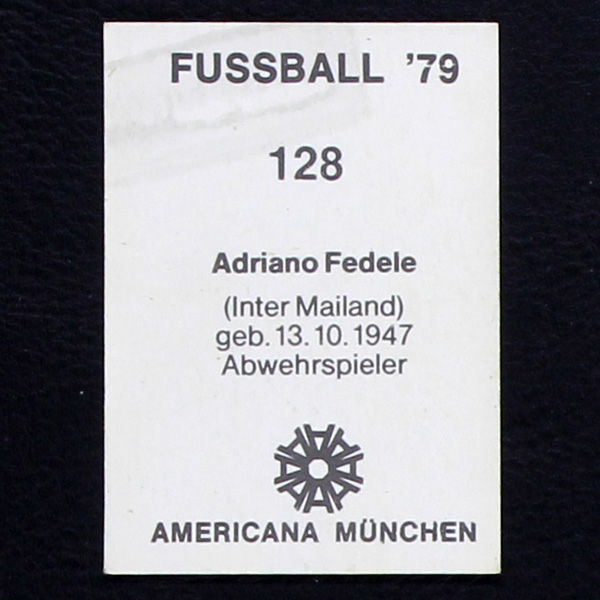 FUSSBALL '79
128
Adriano Fedele
(Inter Mailand)
geb. 13.10.1947
Abwehrspieler
AMERICANA MÜNCHEN